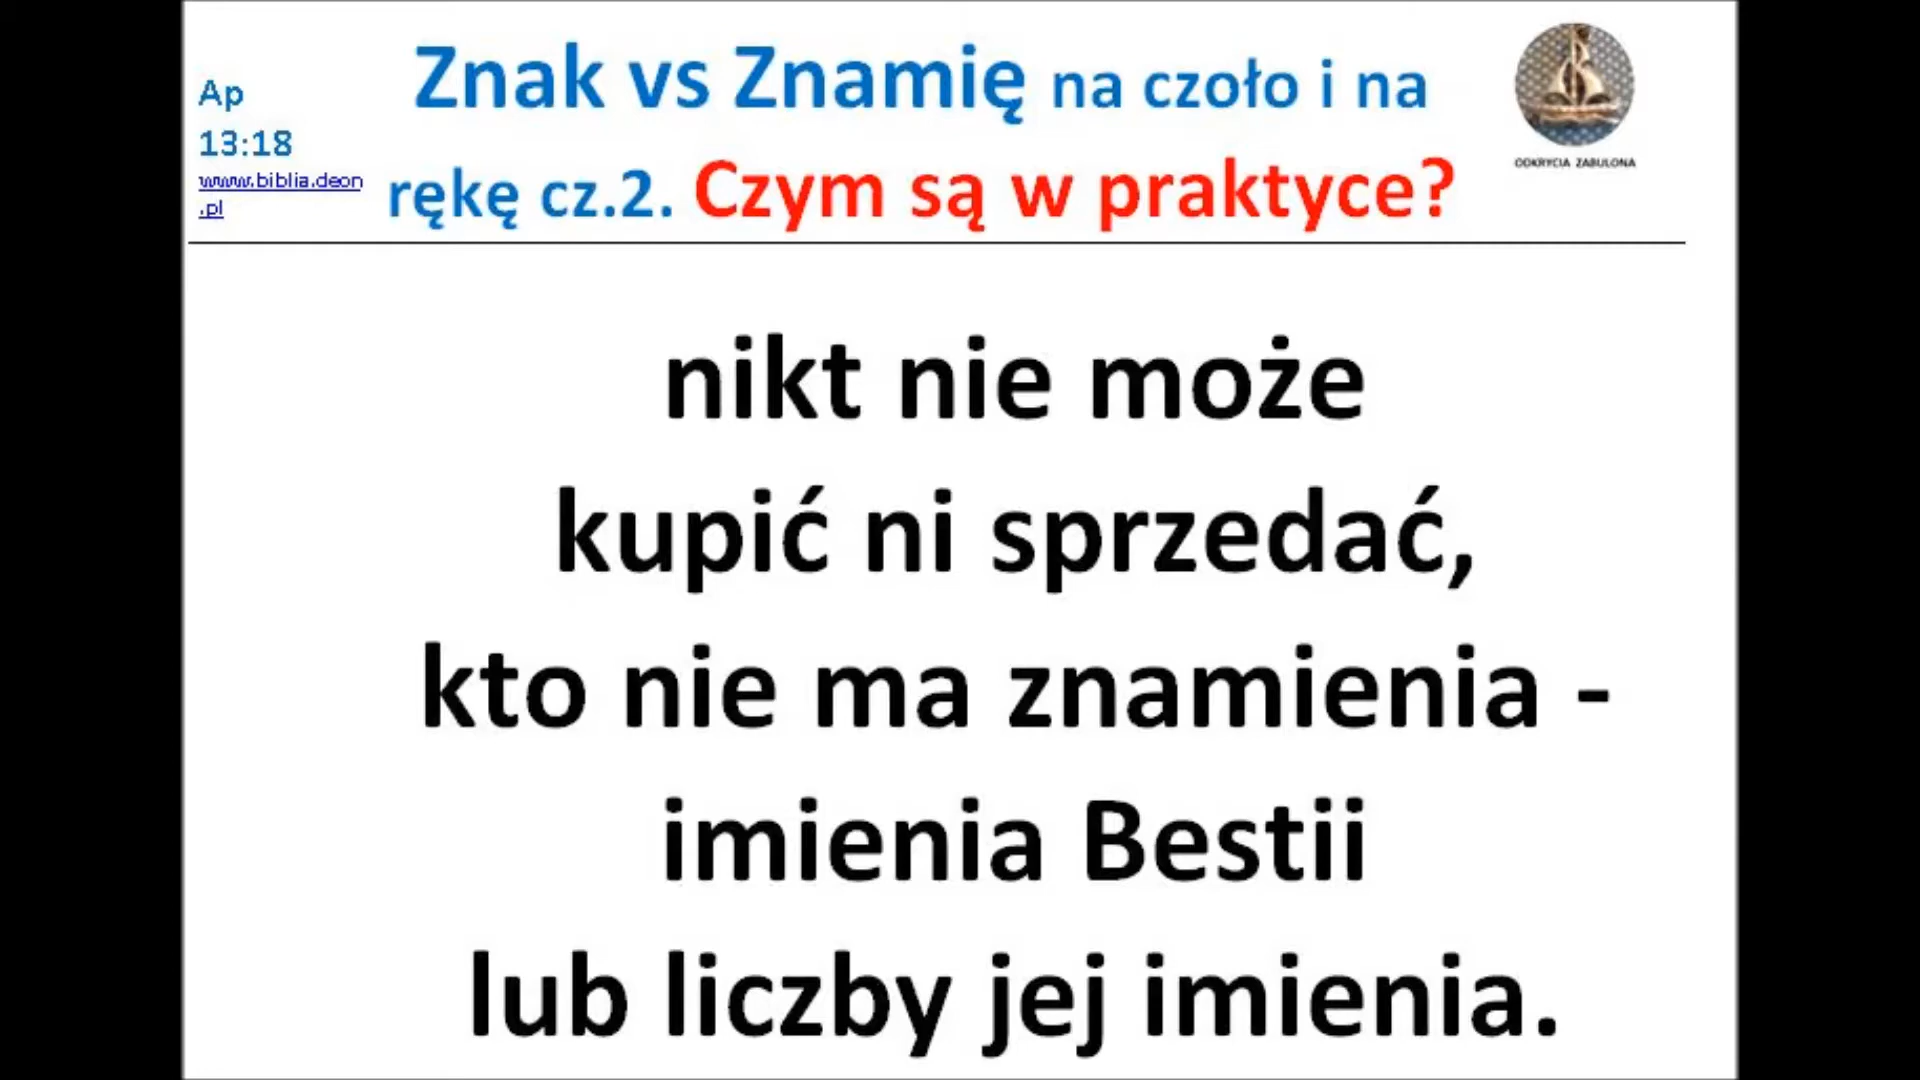 Ap
13:18
www.biblia.deon
.pl
Znak vs Znamię na czoło i na
rękę cz.2. Czym są w praktyce?
ODKRYCIA ZABULONA
nikt nie może
kupić ni sprzedać,
kto nie ma znamienia -
imienia Bestii
lub liczby jej imienia.